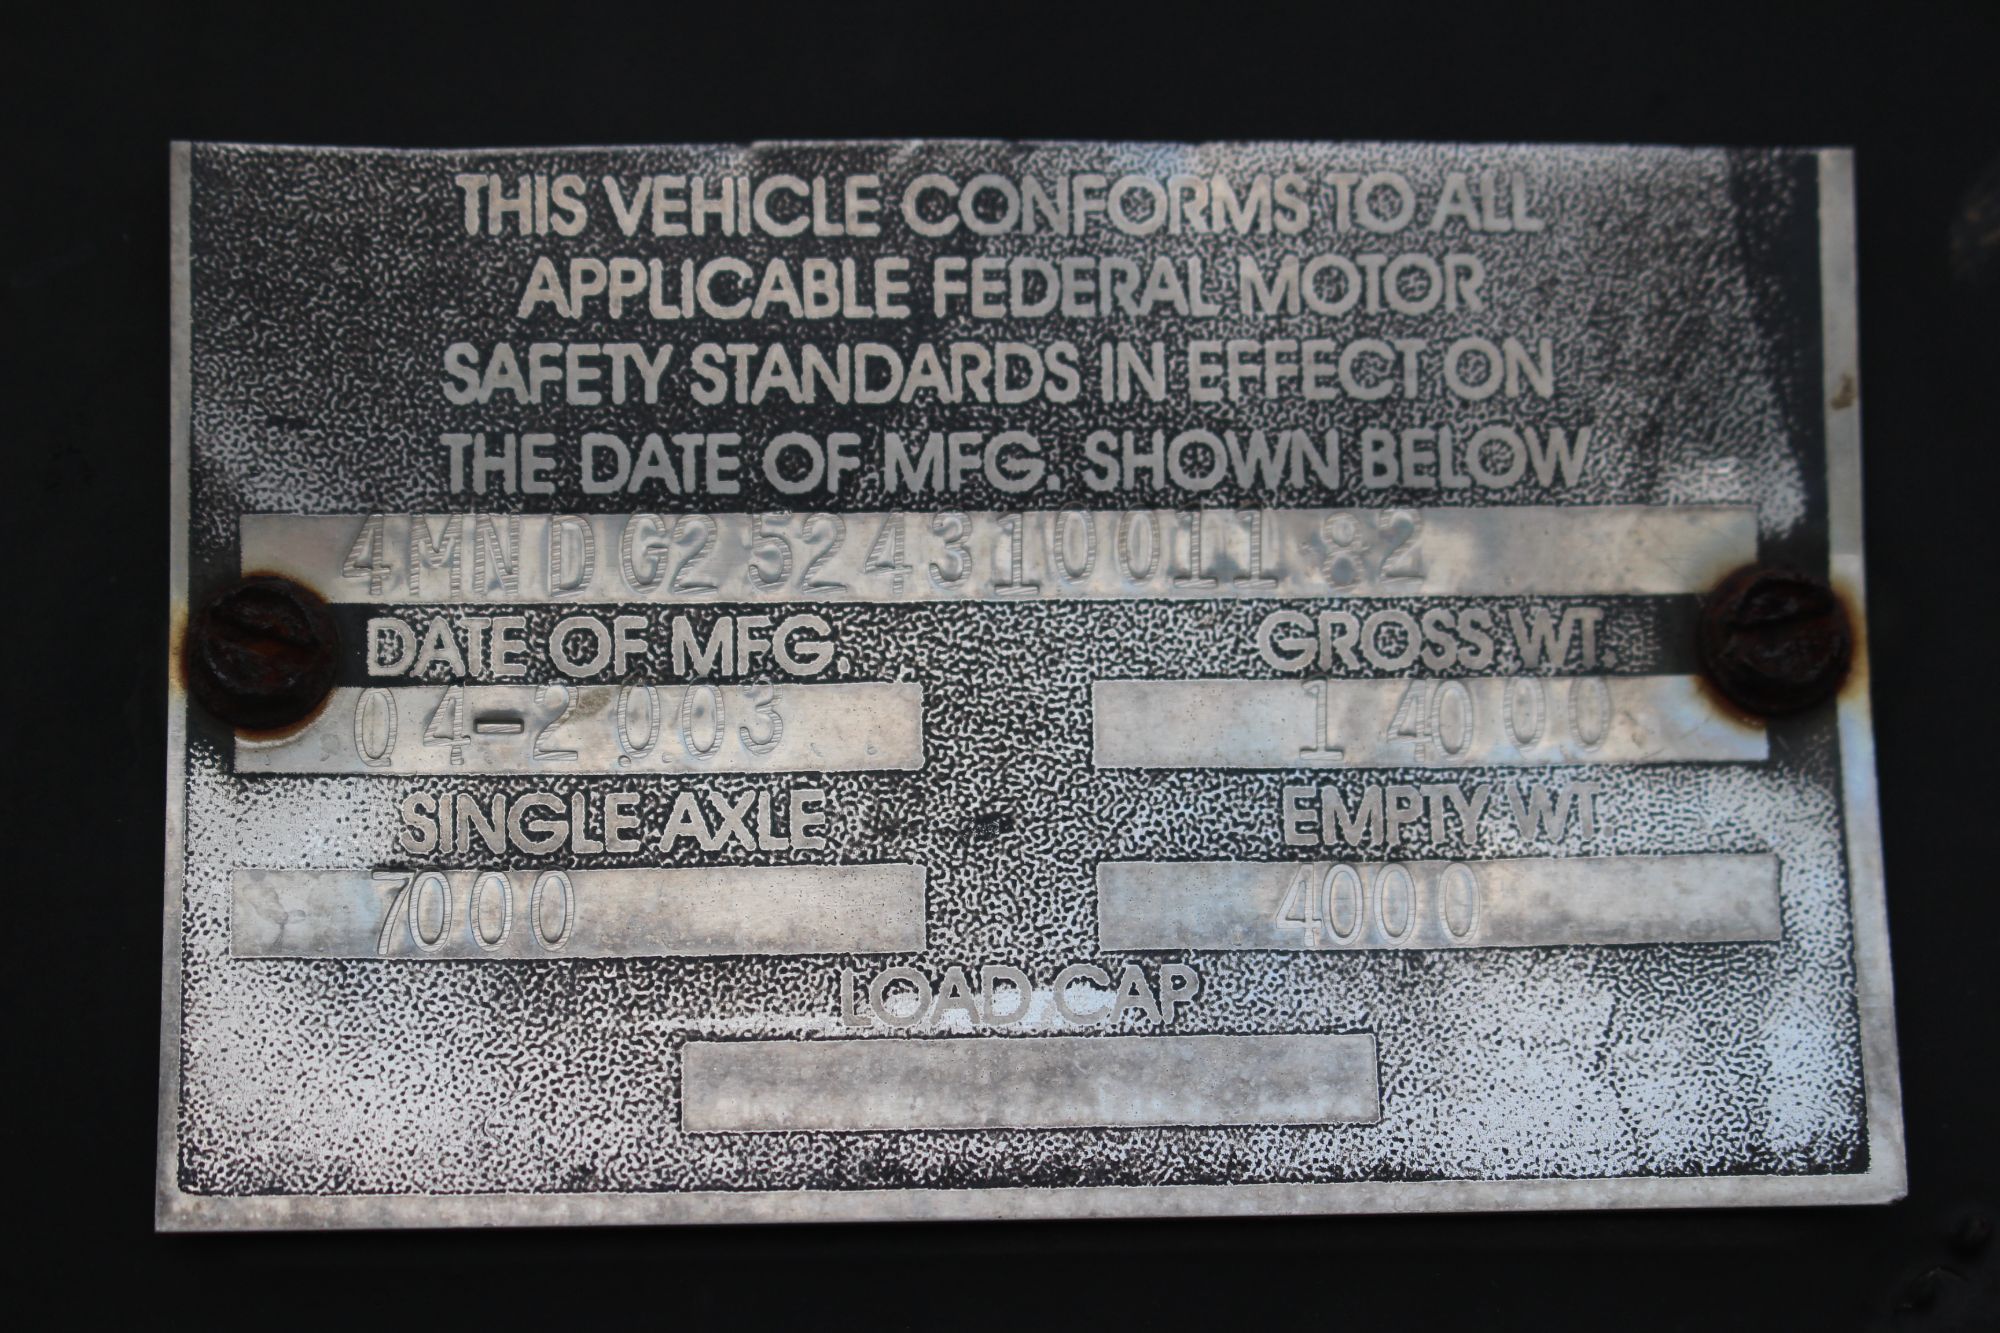 THIS VEHICLE CONFORMS TO ALL
APPLICABLE FEDERAL MOTOR
SAFETY STANDARDS IN EFFECT ON
THE DATE OF MFG. SHOWN BELOW
4MNDG252431001182
DATE OF MFG. GROSS WT.
04-2003 14000
SINGLE AXLE EMPTY WT.
7000 4000
LOAD CAP